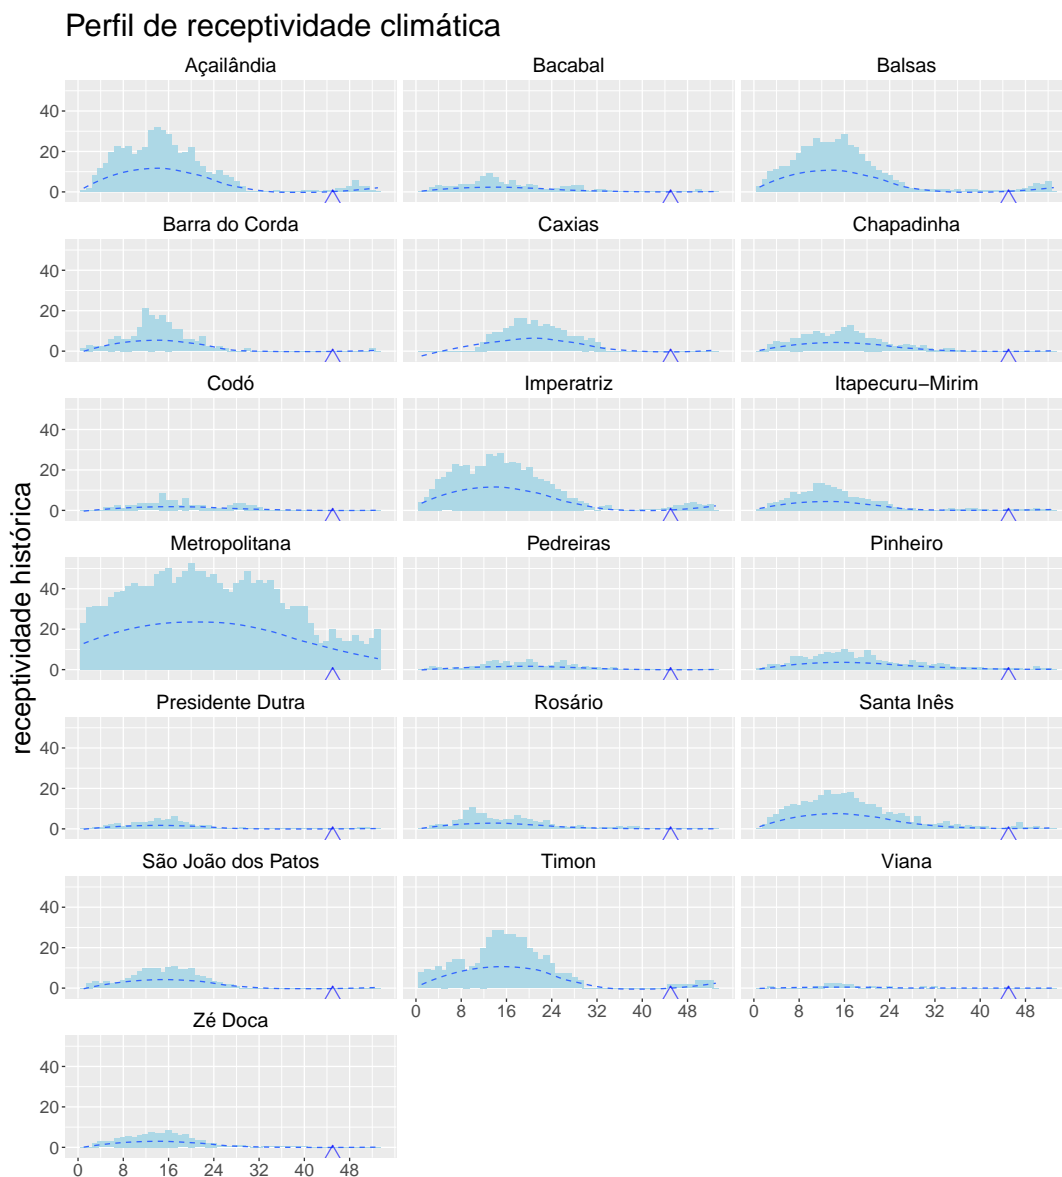 Perfil de receptividade climática
Açailândia Bacabal Balsas
40
20
0
Barra do Corda Caxias Chapadinha
40
20
0
Codó Imperatriz Itapecuru−Mirim
40
20
0
Metropolitana Pedreiras Pinheiro
40
20
0
Presidente Dutra Rosário Santa Inês
40
20
0
São João dos Patos Timon Viana
40
20
0
0 8 16 24 32 40 48 0 8 16 24 32 40 48
Zé Doca
40
20
0
0 8 16 24 32 40 48
receptividade histórica